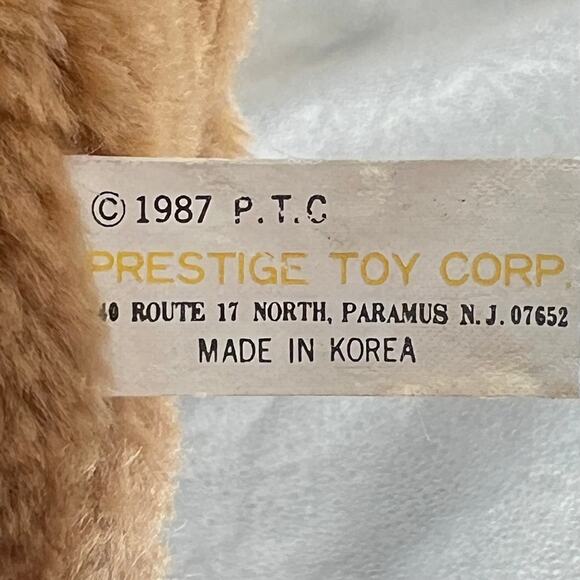 © 1987 P.T.C
PRESTIGE TOY CORP.
40 ROUTE 17 NORTH, PARAMUS N.J. 07652
MADE IN KOREA